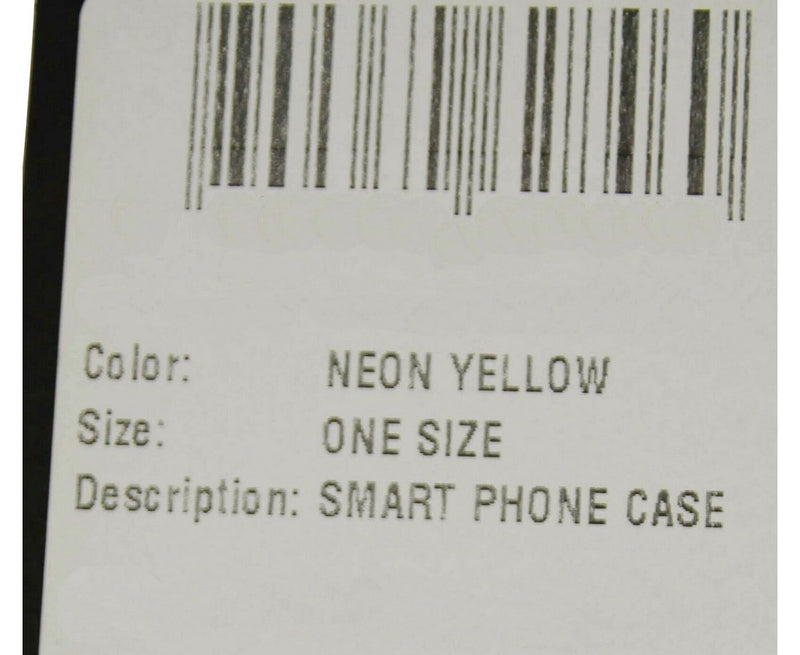 Color: NEON YELLOW
Size: ONE SIZE
Description: SMART PHONE CASE